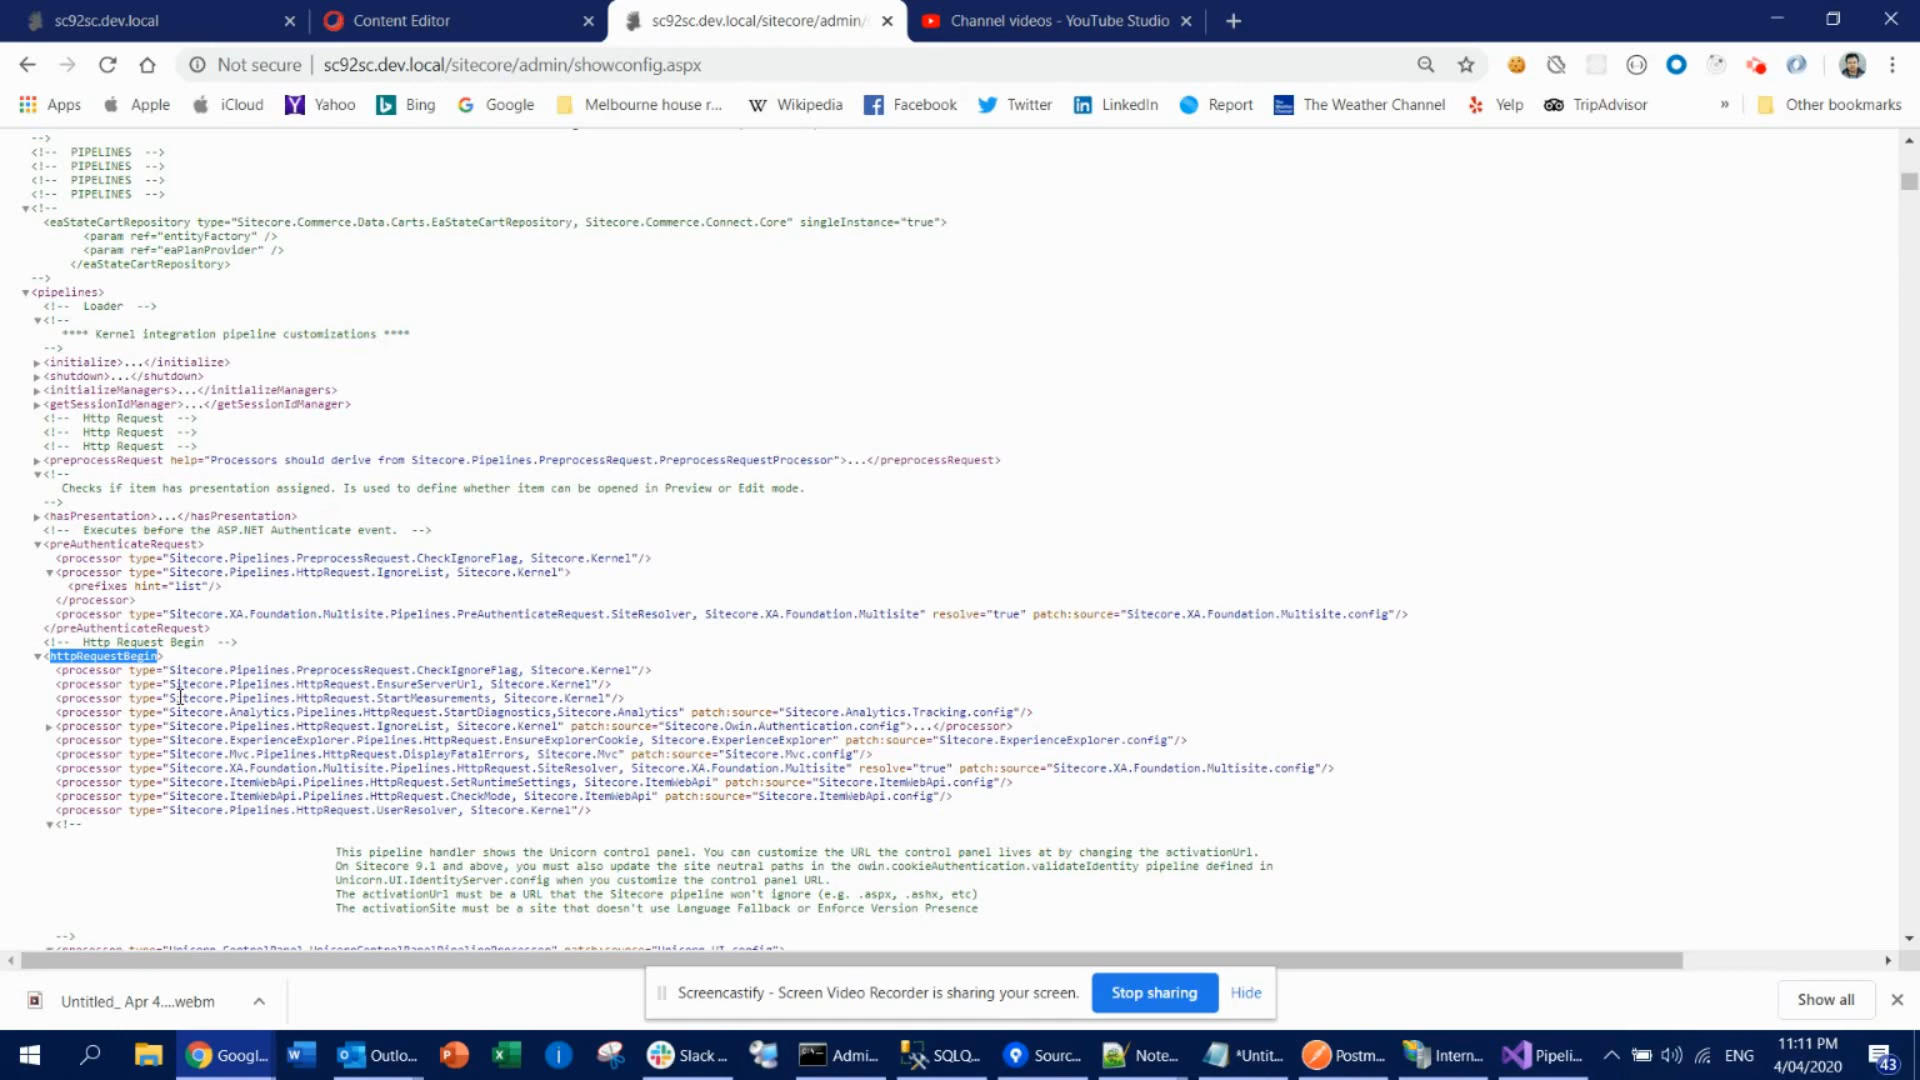 sc92sc.dev.local
Content Editor
sc92sc.dev.local/sitecore/admin/
Channel videos - YouTube Studio
Not secure | sc92sc.dev.local/sitecore/admin/showconfig.aspx
Apps Apple iCloud Yahoo Bing Google Melbourne house r... Wikipedia Facebook Twitter LinkedIn Report The Weather Channel Yelp TripAdvisor » Other bookmarks
-->
<!-- PIPELINES -->
<!-- PIPELINES -->
<!-- PIPELINES -->
<!-- PIPELINES -->
<!--
<eaStateCartRepository type="Sitecore.Commerce.Data.Carts.EaStateCartRepository, Sitecore.Commerce.Connect.Core" singleInstance="true">
<param ref="entityFactory" />
<param ref="eaPlanProvider" />
</eaStateCartRepository>
-->
<pipelines>
<!-- Loader -->
<!--
**** Kernel integration pipeline customizations ****
-->
<initialize>...</initialize>
<shutdown>...</shutdown>
<initializeManagers>...</initializeManagers>
<getSessionIdManager>...</getSessionIdManager>
<!-- Http Request -->
<!-- Http Request -->
<!-- Http Request -->
<preprocessRequest help="Processors should derive from Sitecore.Pipelines.PreprocessRequest.PreprocessRequestProcessor">...</preprocessRequest>
<!--
Checks if item has presentation assigned. Is used to define whether item can be opened in Preview or Edit mode.
-->
<hasPresentation>...</hasPresentation>
<!-- Executes before the ASP.NET Authenticate event. -->
<preAuthenticateRequest>
<processor type="Sitecore.Pipelines.PreprocessRequest.CheckIgnoreFlag, Sitecore.Kernel"/>
<processor type="Sitecore.Pipelines.HttpRequest.IgnoreList, Sitecore.Kernel">
<prefixes hint="list"/>
</processor>
<processor type="Sitecore.XA.Foundation.Multisite.Pipelines.PreAuthenticateRequest.SiteResolver, Sitecore.XA.Foundation.Multisite" resolve="true" patch:source="Sitecore.XA.Foundation.Multisite.config"/>
</preAuthenticateRequest>
<!-- Http Request Begin -->
<httpRequestBegin>
<processor type="Sitecore.Pipelines.PreprocessRequest.CheckIgnoreFlag, Sitecore.Kernel"/>
<processor type="Sitecore.Pipelines.HttpRequest.EnsureServerUrl, Sitecore.Kernel"/>
<processor type="Sitecore.Pipelines.HttpRequest.StartMeasurements, Sitecore.Kernel"/>
<processor type="Sitecore.Analytics.Pipelines.HttpRequest.StartDiagnostics,Sitecore.Analytics" patch:source="Sitecore.Analytics.Tracking.config"/>
<processor type="Sitecore.Pipelines.HttpRequest.IgnoreList, Sitecore.Kernel" patch:source="Sitecore.Owin.Authentication.config">...</processor>
<processor type="Sitecore.ExperienceExplorer.Pipelines.HttpRequest.EnsureExplorerCookie, Sitecore.ExperienceExplorer" patch:source="Sitecore.ExperienceExplorer.config"/>
<processor type="Sitecore.Mvc.Pipelines.HttpRequest.DisplayFatalErrors, Sitecore.Mvc" patch:source="Sitecore.Mvc.config"/>
<processor type="Sitecore.XA.Foundation.Multisite.Pipelines.HttpRequest.SiteResolver, Sitecore.XA.Foundation.Multisite" resolve="true" patch:source="Sitecore.XA.Foundation.Multisite.config"/>
<processor type="Sitecore.ItemWebApi.Pipelines.HttpRequest.SetRuntimeSettings, Sitecore.ItemWebApi" patch:source="Sitecore.ItemWebApi.config"/>
<processor type="Sitecore.ItemWebApi.Pipelines.HttpRequest.CheckMode, Sitecore.ItemWebApi" patch:source="Sitecore.ItemWebApi.config"/>
<processor type="Sitecore.Pipelines.HttpRequest.UserResolver, Sitecore.Kernel"/>
<!--
This pipeline handler shows the Unicorn control panel. You can customize the URL the control panel lives at by changing the activationUrl.
On Sitecore 9.1 and above, you must also update the site neutral paths in the owin.cookieAuthentication.validateIdentity pipeline defined in
Unicorn.UI.IdentityServer.config when you customize the control panel URL.
The activationUrl must be a URL that the Sitecore pipeline won't ignore (e.g. .aspx, .ashx, etc)
The activationSite must be a site that doesn't use Language Fallback or Enforce Version Presence
-->
<processor type="Unicorn.ControlPanel.UnicornControlPanelPipelineProcessor" patch:source="Unicorn.UI.config">
Untitled_ Apr 4....webm
Screencastify - Screen Video Recorder is sharing your screen. Stop sharing Hide
Show all
Googl... Outlo... Slack ... Admi... SQLQ... Sourc... Note... *Untit... Postm... Intern... Pipeli... ENG
11:11 PM
4/04/2020
43